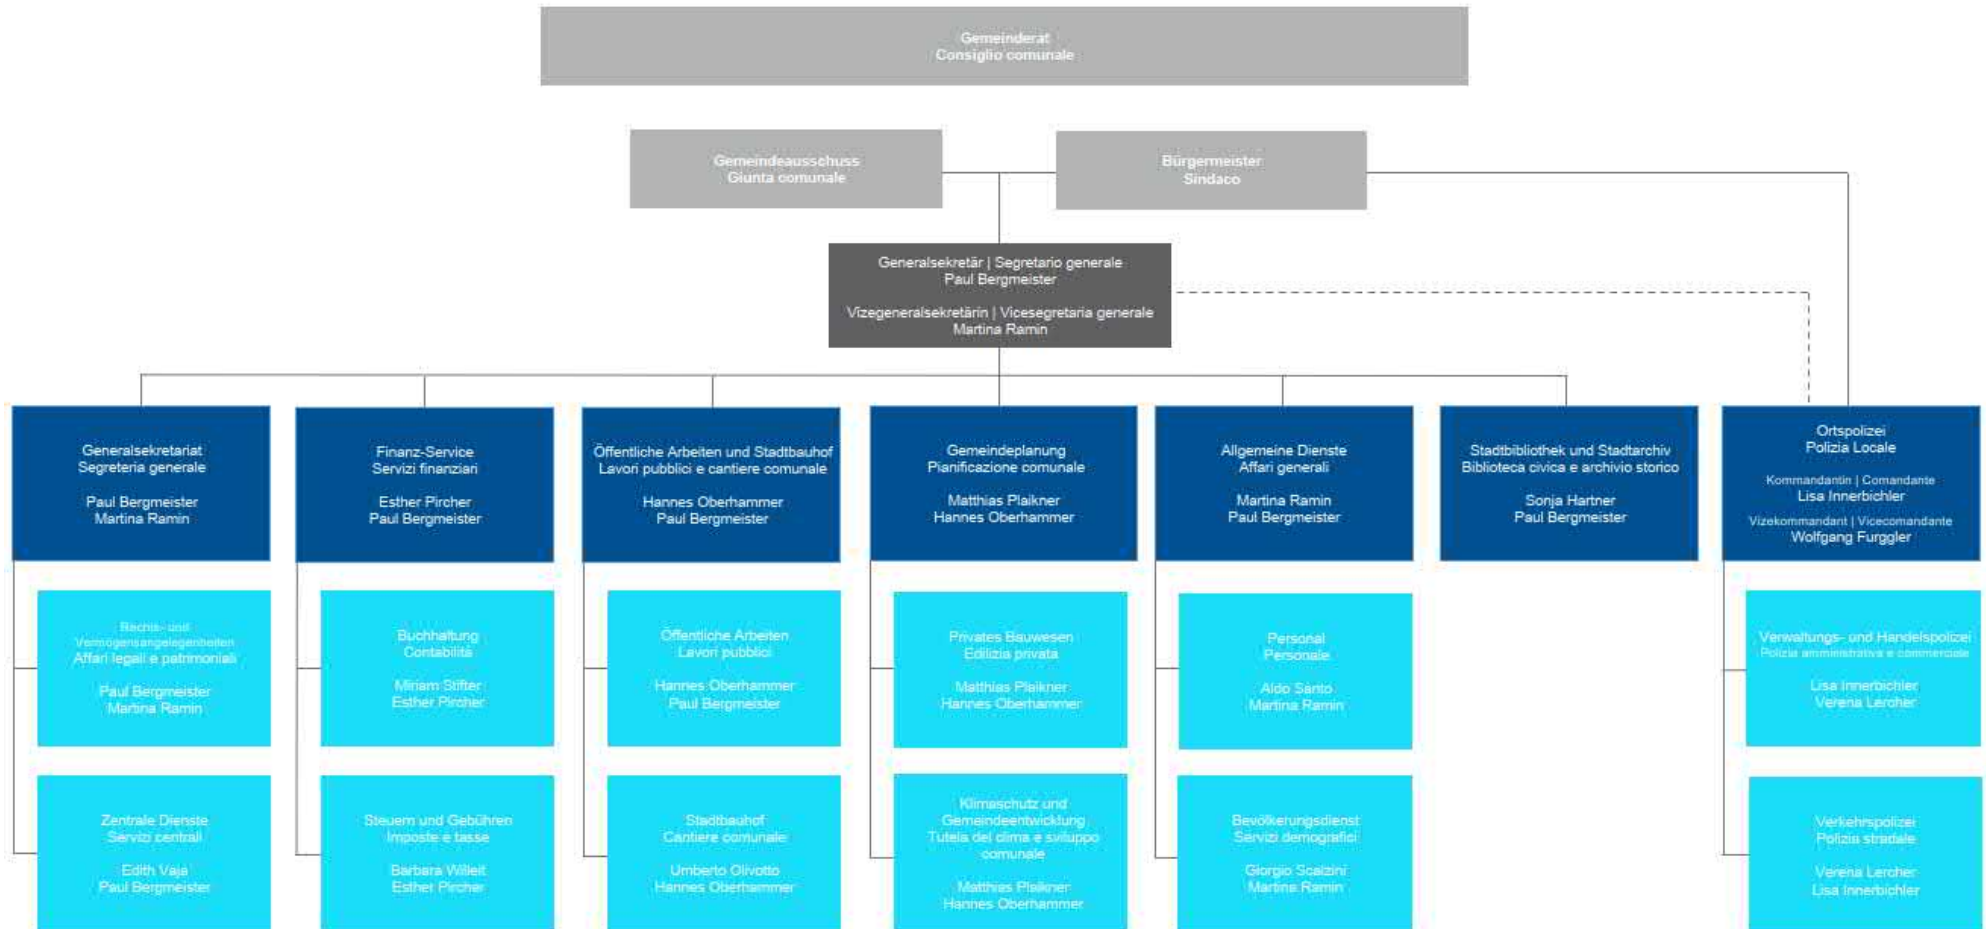 Gemeinderat
Consiglio comunale
Gemeindeausschuss
Giunta comunale
Bürgermeister
Sindaco
Generalsekretär | Segretario generale
Paul Bergmeister
Vizegeneralsekretärin | Vicesegretaria generale
Martina Ramin
Generalsekretariat
Segreteria generale
Paul Bergmeister
Martina Ramin
Finanz-Service
Servizi finanziari
Esther Pircher
Paul Bergmeister
Öffentliche Arbeiten und Stadtbauhof
Lavori pubblici e cantiere comunale
Hannes Oberhammer
Paul Bergmeister
Gemeindeplanung
Pianificazione comunale
Matthias Plaikner
Hannes Oberhammer
Allgemeine Dienste
Affari generali
Martina Ramin
Paul Bergmeister
Stadtbibliothek und Stadtarchiv
Biblioteca civica e archivio storico
Sonja Hartner
Paul Bergmeister
Ortspolizei
Polizia Locale
Kommandantin | Comandante
Lisa Innerbichler
Vizekommandant | Vicecomandante
Wolfgang Furggler
Rechts- und
Vermögensangelegenheiten
Affari legali e patrimoniali
Paul Bergmeister
Martina Ramin
Buchhaltung
Contabilità
Miriam Stifter
Esther Pircher
Öffentliche Arbeiten
Lavori pubblici
Hannes Oberhammer
Paul Bergmeister
Privates Bauwesen
Edilizia privata
Matthias Plaikner
Hannes Oberhammer
Personal
Personale
Aldo Santo
Martina Ramin
Verwaltungs- und Handelspolizei
Polizia amministrativa e commerciale
Lisa Innerbichler
Verena Lercher
Zentrale Dienste
Servizi centrali
Edith Vaja
Paul Bergmeister
Steuern und Gebühren
Imposte e tasse
Barbara Willeit
Esther Pircher
Stadtbauhof
Cantiere comunale
Umberto Olivotto
Hannes Oberhammer
Klimaschutz und
Gemeindeentwicklung
Tutela del clima e sviluppo
comunale
Matthias Plaikner
Hannes Oberhammer
Bevölkerungsdienst
Servizi demografici
Giorgio Scalzini
Martina Ramin
Verkehrspolizei
Polizia stradale
Verena Lercher
Lisa Innerbichler